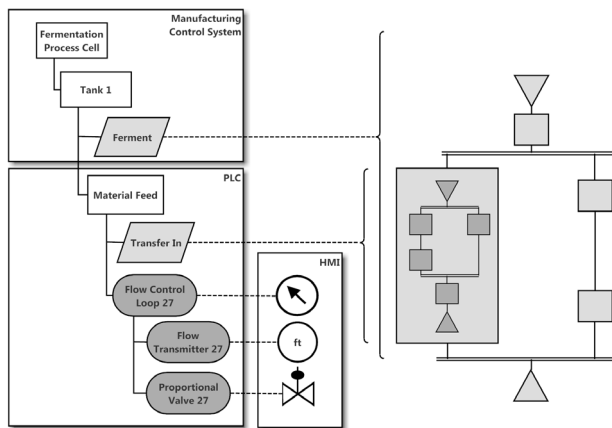 Manufacturing
Control System
Fermentation
Process Cell
Tank 1
Ferment
PLC
Material Feed
Transfer In
HMI
Flow Control
Loop 27
Flow
Transmitter 27
ft
Proportional
Valve 27